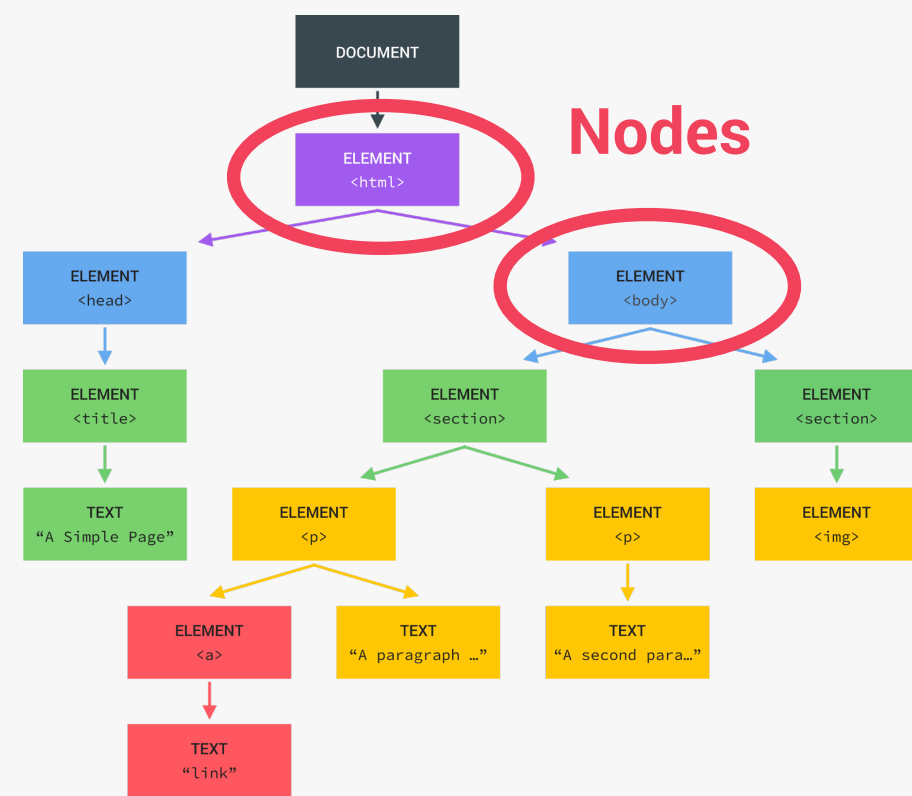 DOCUMENT
Nodes
ELEMENT
<html>
ELEMENT
<head>
ELEMENT
<body>
ELEMENT
<title>
ELEMENT
<section>
ELEMENT
<section>
TEXT
“A Simple Page”
ELEMENT
<p>
ELEMENT
<p>
ELEMENT
<img>
ELEMENT
<a>
TEXT
“A paragraph …”
TEXT
“A second para…”
TEXT
“link”